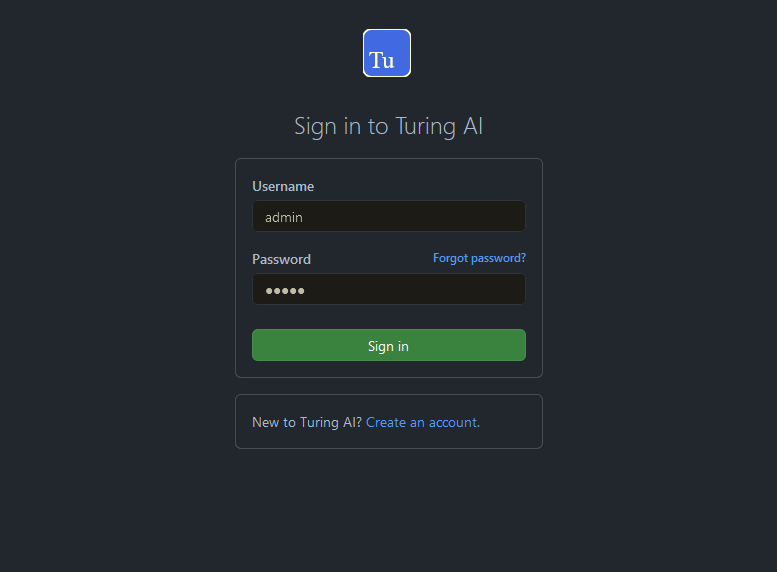 Tu
Sign in to Turing AI
Username
admin
Password Forgot password?
●●●●●
Sign in
New to Turing AI? Create an account.